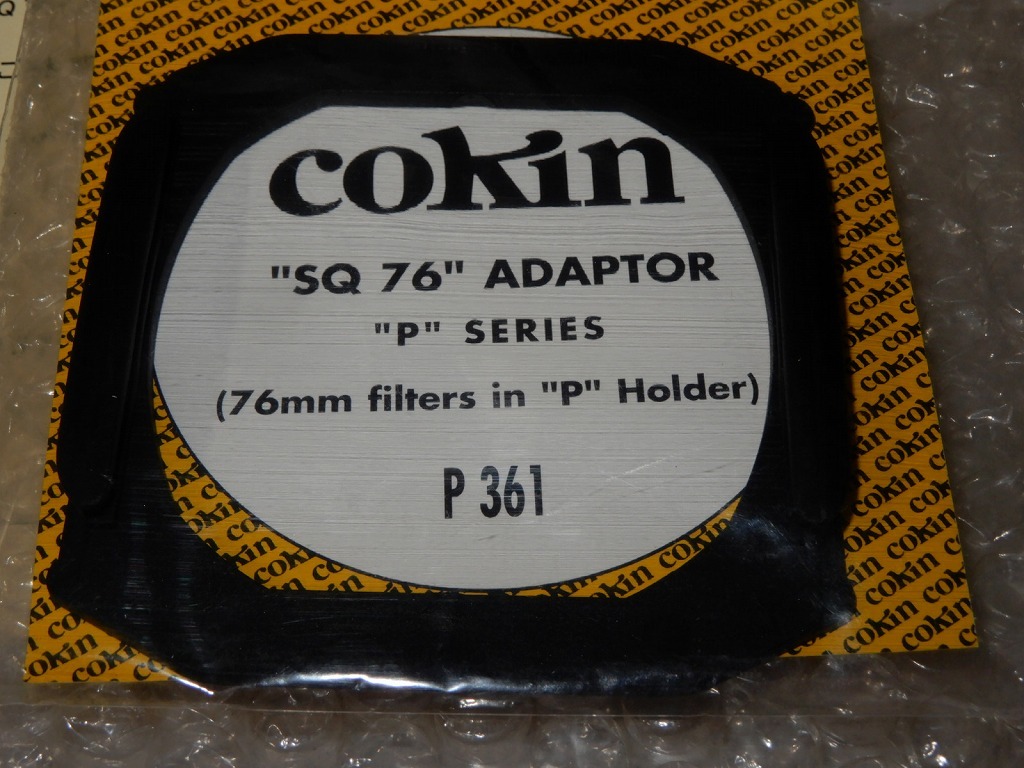 cokin
"SQ 76" ADAPTOR
"P" SERIES
(76mm filters in "P" Holder)
P 361